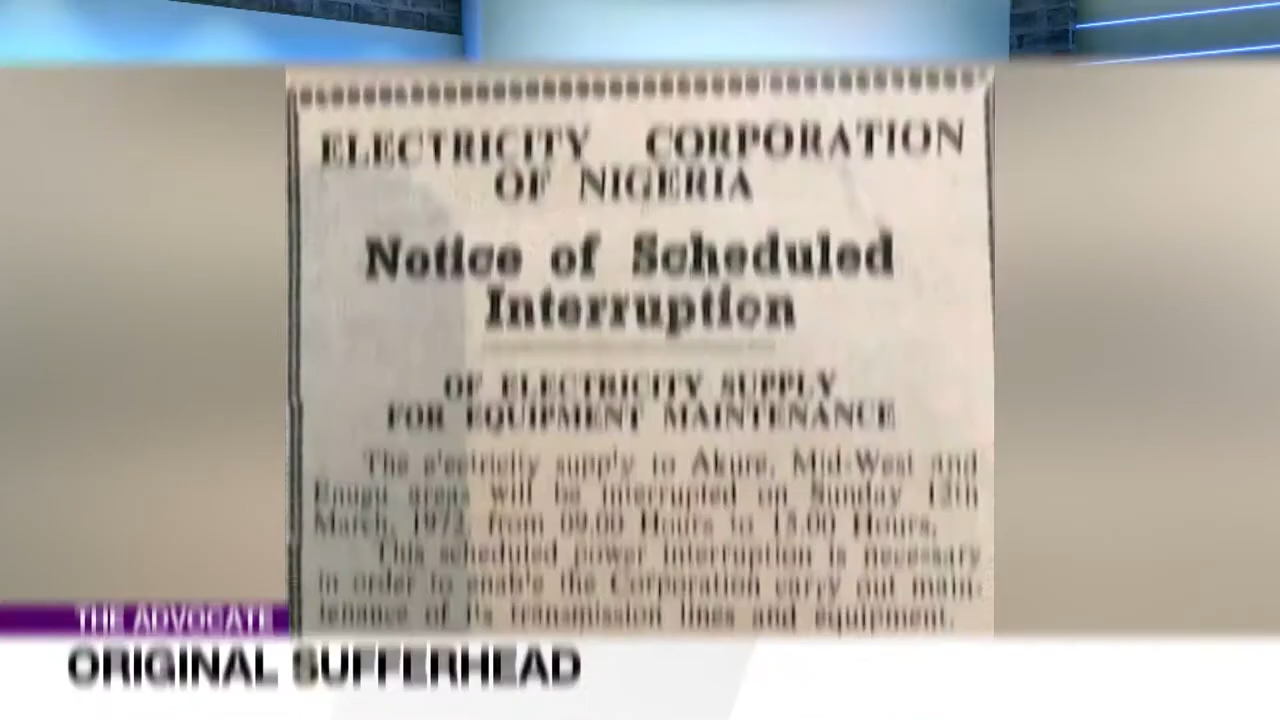 ELECTRICITY CORPORATION
OF NIGERIA
Notice of Scheduled
Interruption
OF ELECTRICITY SUPPLY
FOR EQUIPMENT MAINTENANCE
The electricity supply to Akure, Mid-West and
Enugu areas will be interrupted on Sunday 12th
March, 1972 from 09.00 Hours to 15.00 Hours.
This scheduled power interruption is necessary
in order to enable the Corporation carry out main-
tenance of its transmission lines and equipment.
THE ADVOCATE
ORIGINAL SUFFERHEAD